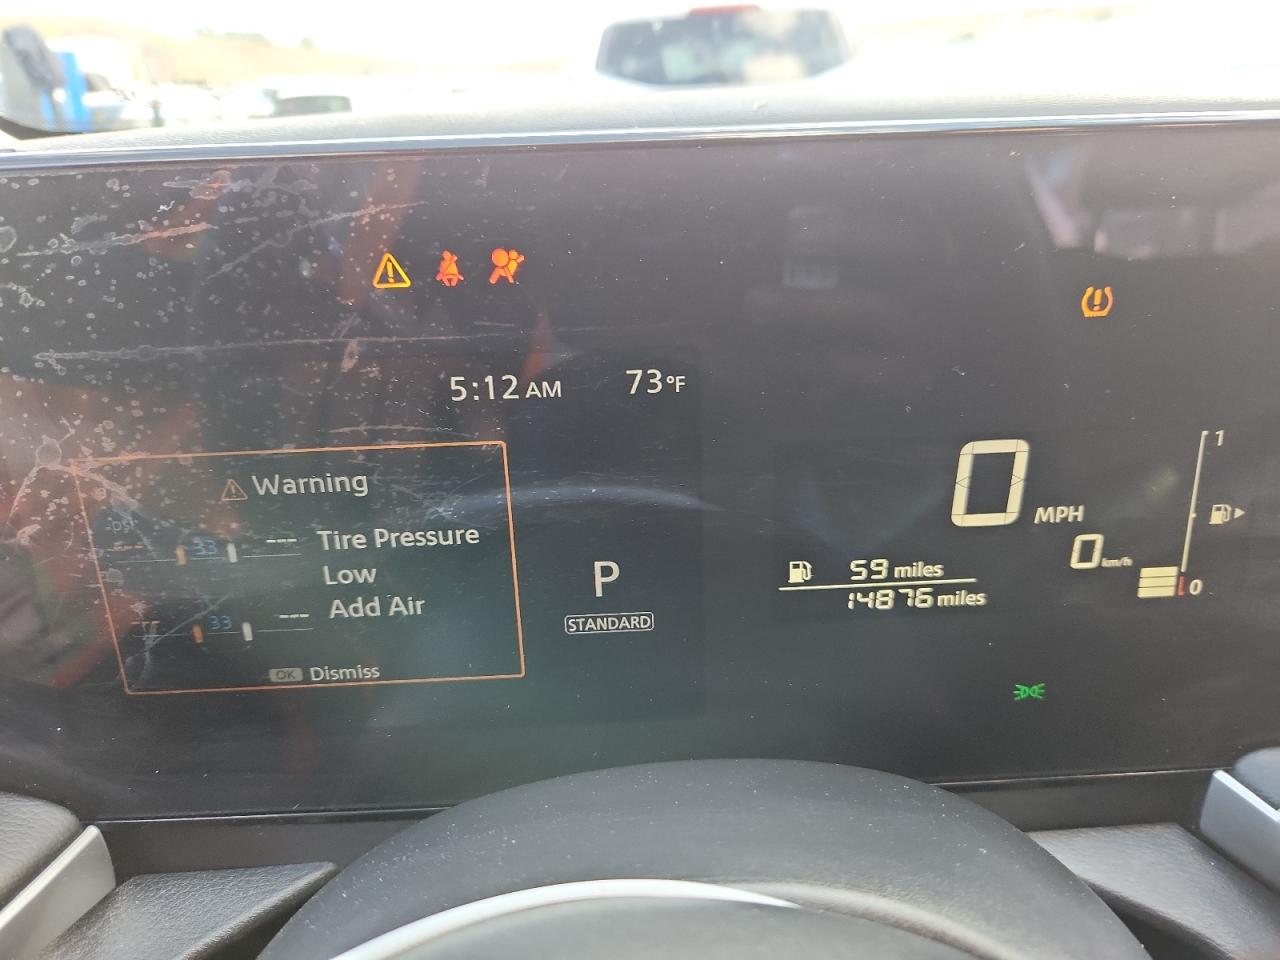 5:12 AM 73°F
⚠ Warning
psi
--- 33 --- Tire Pressure
Low
--- 33 --- Add Air
OK Dismiss
P
STANDARD
0 MPH
0 km/h
59 miles
14876 miles
1
0